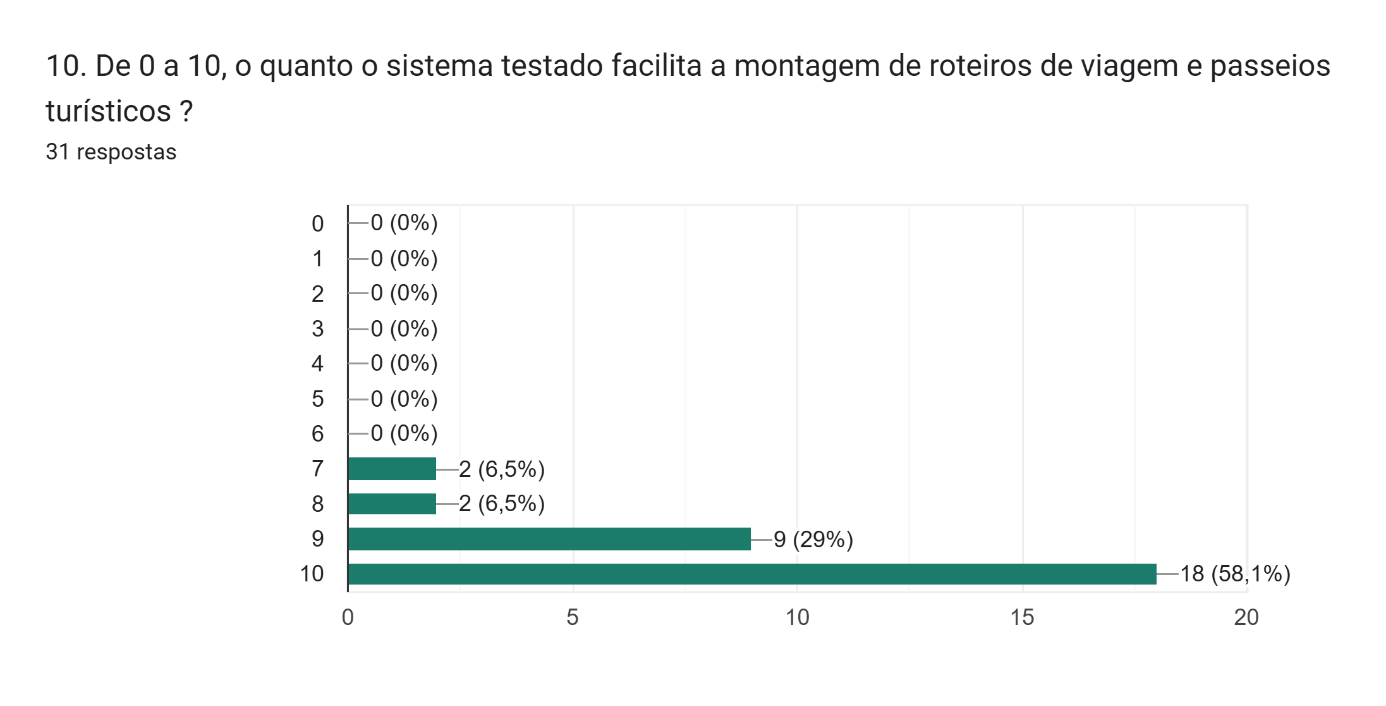 10. De 0 a 10, o quanto o sistema testado facilita a montagem de roteiros de viagem e passeios
turísticos ?
31 respostas
0 0 (0%)
1 0 (0%)
2 0 (0%)
3 0 (0%)
4 0 (0%)
5 0 (0%)
6 0 (0%)
7 2 (6,5%)
8 2 (6,5%)
9 9 (29%)
10 18 (58,1%)
0 5 10 15 20